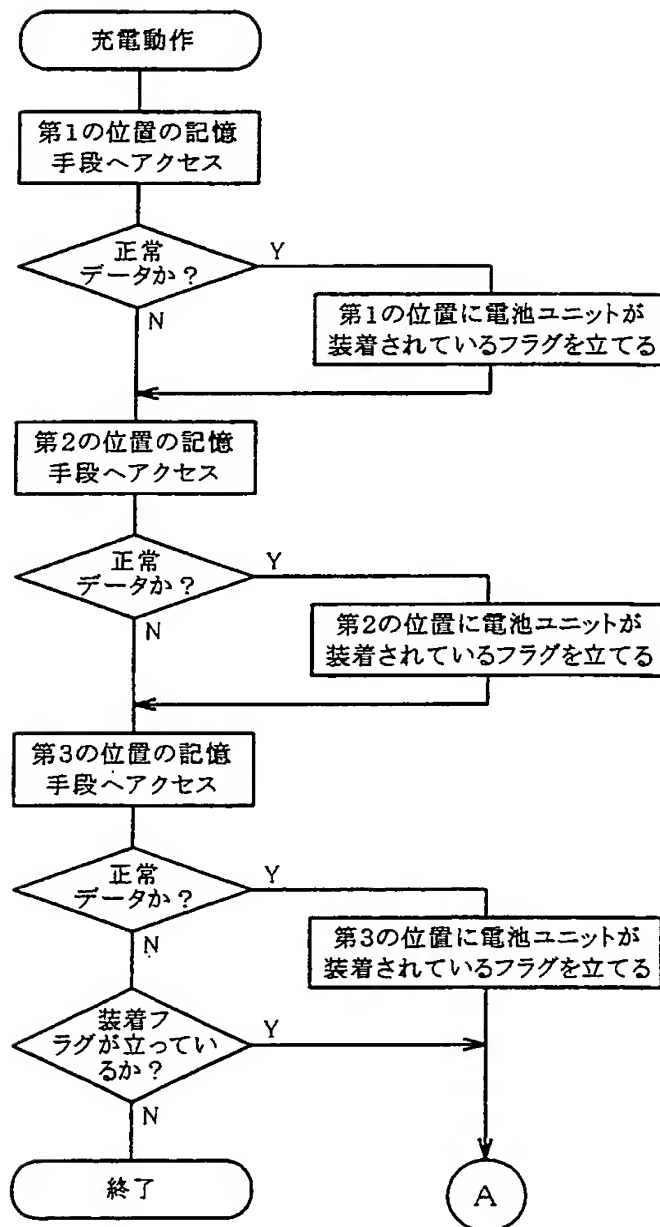 充電動作
第1の位置の記憶
手段へアクセス
正常
データか?
Y
N
第1の位置に電池ユニットが
装着されているフラグを立てる
第2の位置の記憶
手段へアクセス
正常
データか?
Y
N
第2の位置に電池ユニットが
装着されているフラグを立てる
第3の位置の記憶
手段へアクセス
正常
データか?
Y
N
第3の位置に電池ユニットが
装着されているフラグを立てる
装着フ
ラグが立ってい
るか?
Y
N
終了
A